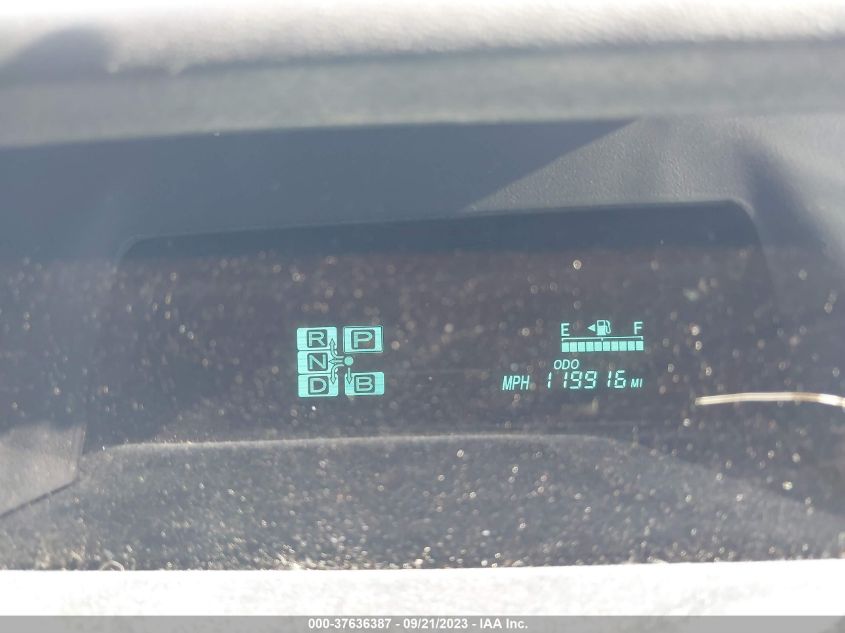 R P
N
D B
E F
ODO
MPH 119916 MI
000-37636387 - 09/21/2023 - IAA Inc.